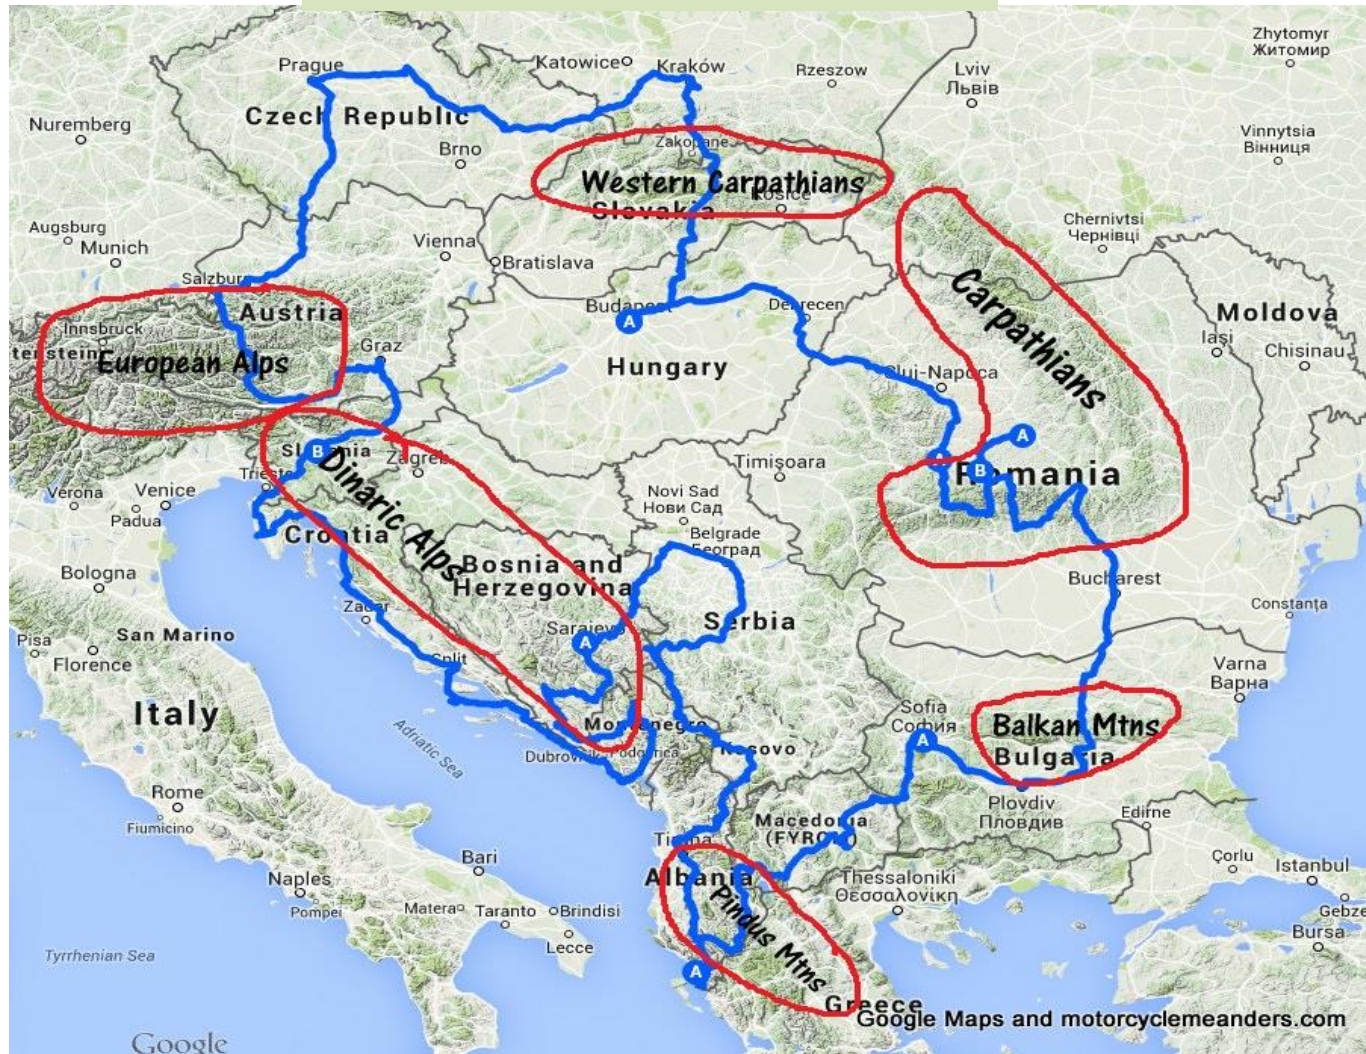 Zhytomyr
Житомир
Prague
Katowice
Kraków
Rzeszow
Lviv
Львів
Czech Republic
Nuremberg
Brno
Zakopane
Vinnytsia
Вінниця
Western Carpathians
Košice
Slovakia
Augsburg
Munich
Vienna
Bratislava
Chernivtsi
Чернівці
Salzburg
Carpathians
Budapest
Debrecen
Austria
Moldova
Innsbruck
European Alps
Graz
A
Hungary
Iași
Chisinau
Cluj-Napoca
A
B
Zagreb
Dinaric Alps
Timișoara
B
Romania
Verona
Venice
Padua
Novi Sad
Нови Сад
Croatia
Belgrade
Београд
Bologna
Bosnia and
Herzegovina
Bucharest
Zadar
Constanța
Pisa
San Marino
Florence
Sarajevo
A
Serbia
Split
Varna
Варна
Italy
Adriatic Sea
Montenegro
Sofia
София
A
Balkan Mtns
Bulgaria
Podgorica
Kosovo
Rome
Fiumicino
Plovdiv
Пловдив
Edirne
Macedonia
(FYROM)
Tirana
Bari
Albania
Pindus Mtns
Thessaloniki
Θεσσαλονίκη
Çorlu
Istanbul
Naples
Pompei
Matera
Taranto
Brindisi
Lecce
Gebze
Bursa
Tyrrhenian Sea
A
Greece
Google Maps and motorcyclemeanders.com
Google